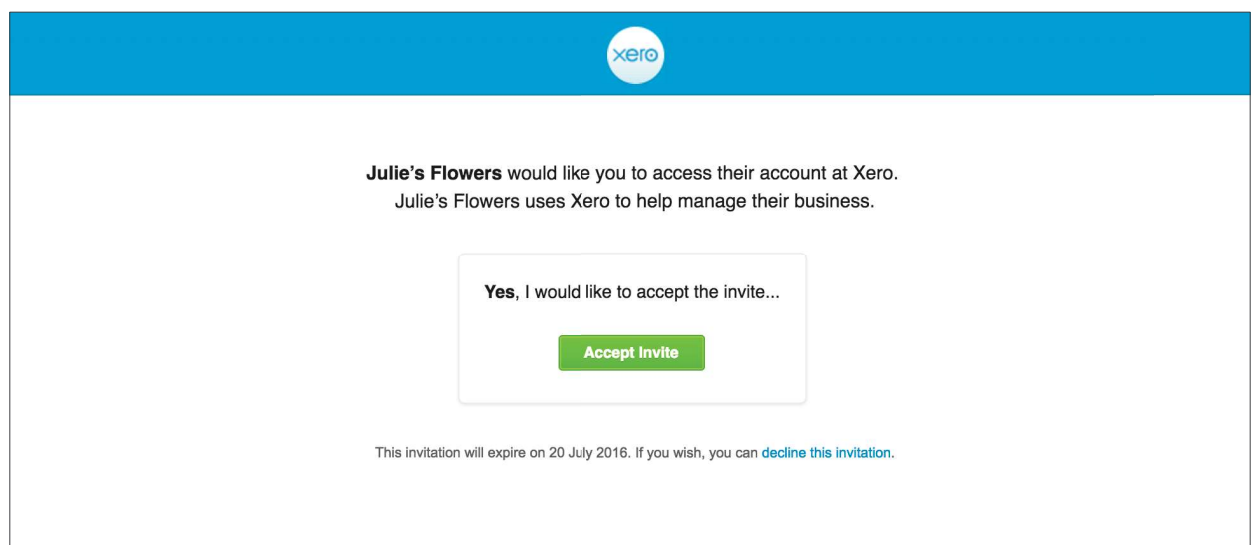 xero
Julie’s Flowers would like you to access their account at Xero.
Julie’s Flowers uses Xero to help manage their business.
Yes, I would like to accept the invite...
Accept Invite
This invitation will expire on 20 July 2016. If you wish, you can decline this invitation.